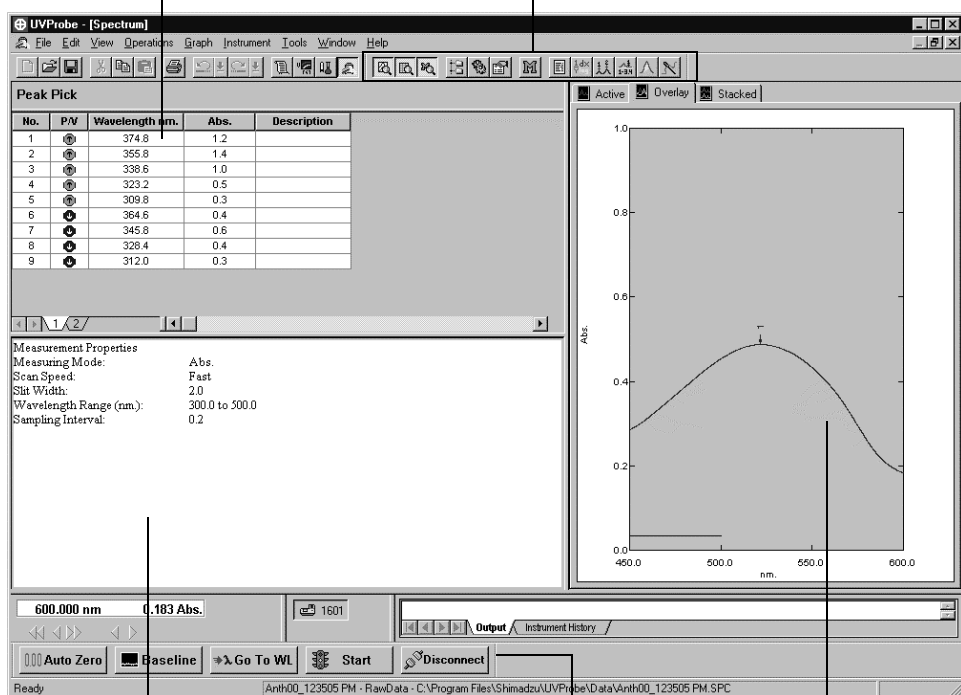 UVProbe - [Spectrum]
File Edit View Operations Graph Instrument Tools Window Help
Peak Pick
No. P/V Wavelength nm. Abs. Description
1 374.8 1.2
2 355.8 1.4
3 338.6 1.0
4 323.2 0.5
5 309.8 0.3
6 364.6 0.4
7 345.8 0.6
8 328.4 0.4
9 312.0 0.3
1 2
Measurement Properties
Measuring Mode: Abs.
Scan Speed: Fast
Slit Width: 2.0
Wavelength Range (nm.): 300.0 to 500.0
Sampling Interval: 0.2
Active Overlay Stacked
1.0
0.8
0.6
Abs.
1
0.4
0.2
0.0
450.0 500.0 550.0 600.0
nm.
600.000 nm 0.183 Abs.
1601
Output Instrument History
Auto Zero Baseline λ Go To WL Start Disconnect
Ready Anth00_123505 PM - RawData - C:\Program Files\Shimadzu\UVProbe\Data\Anth00_123505 PM.SPC